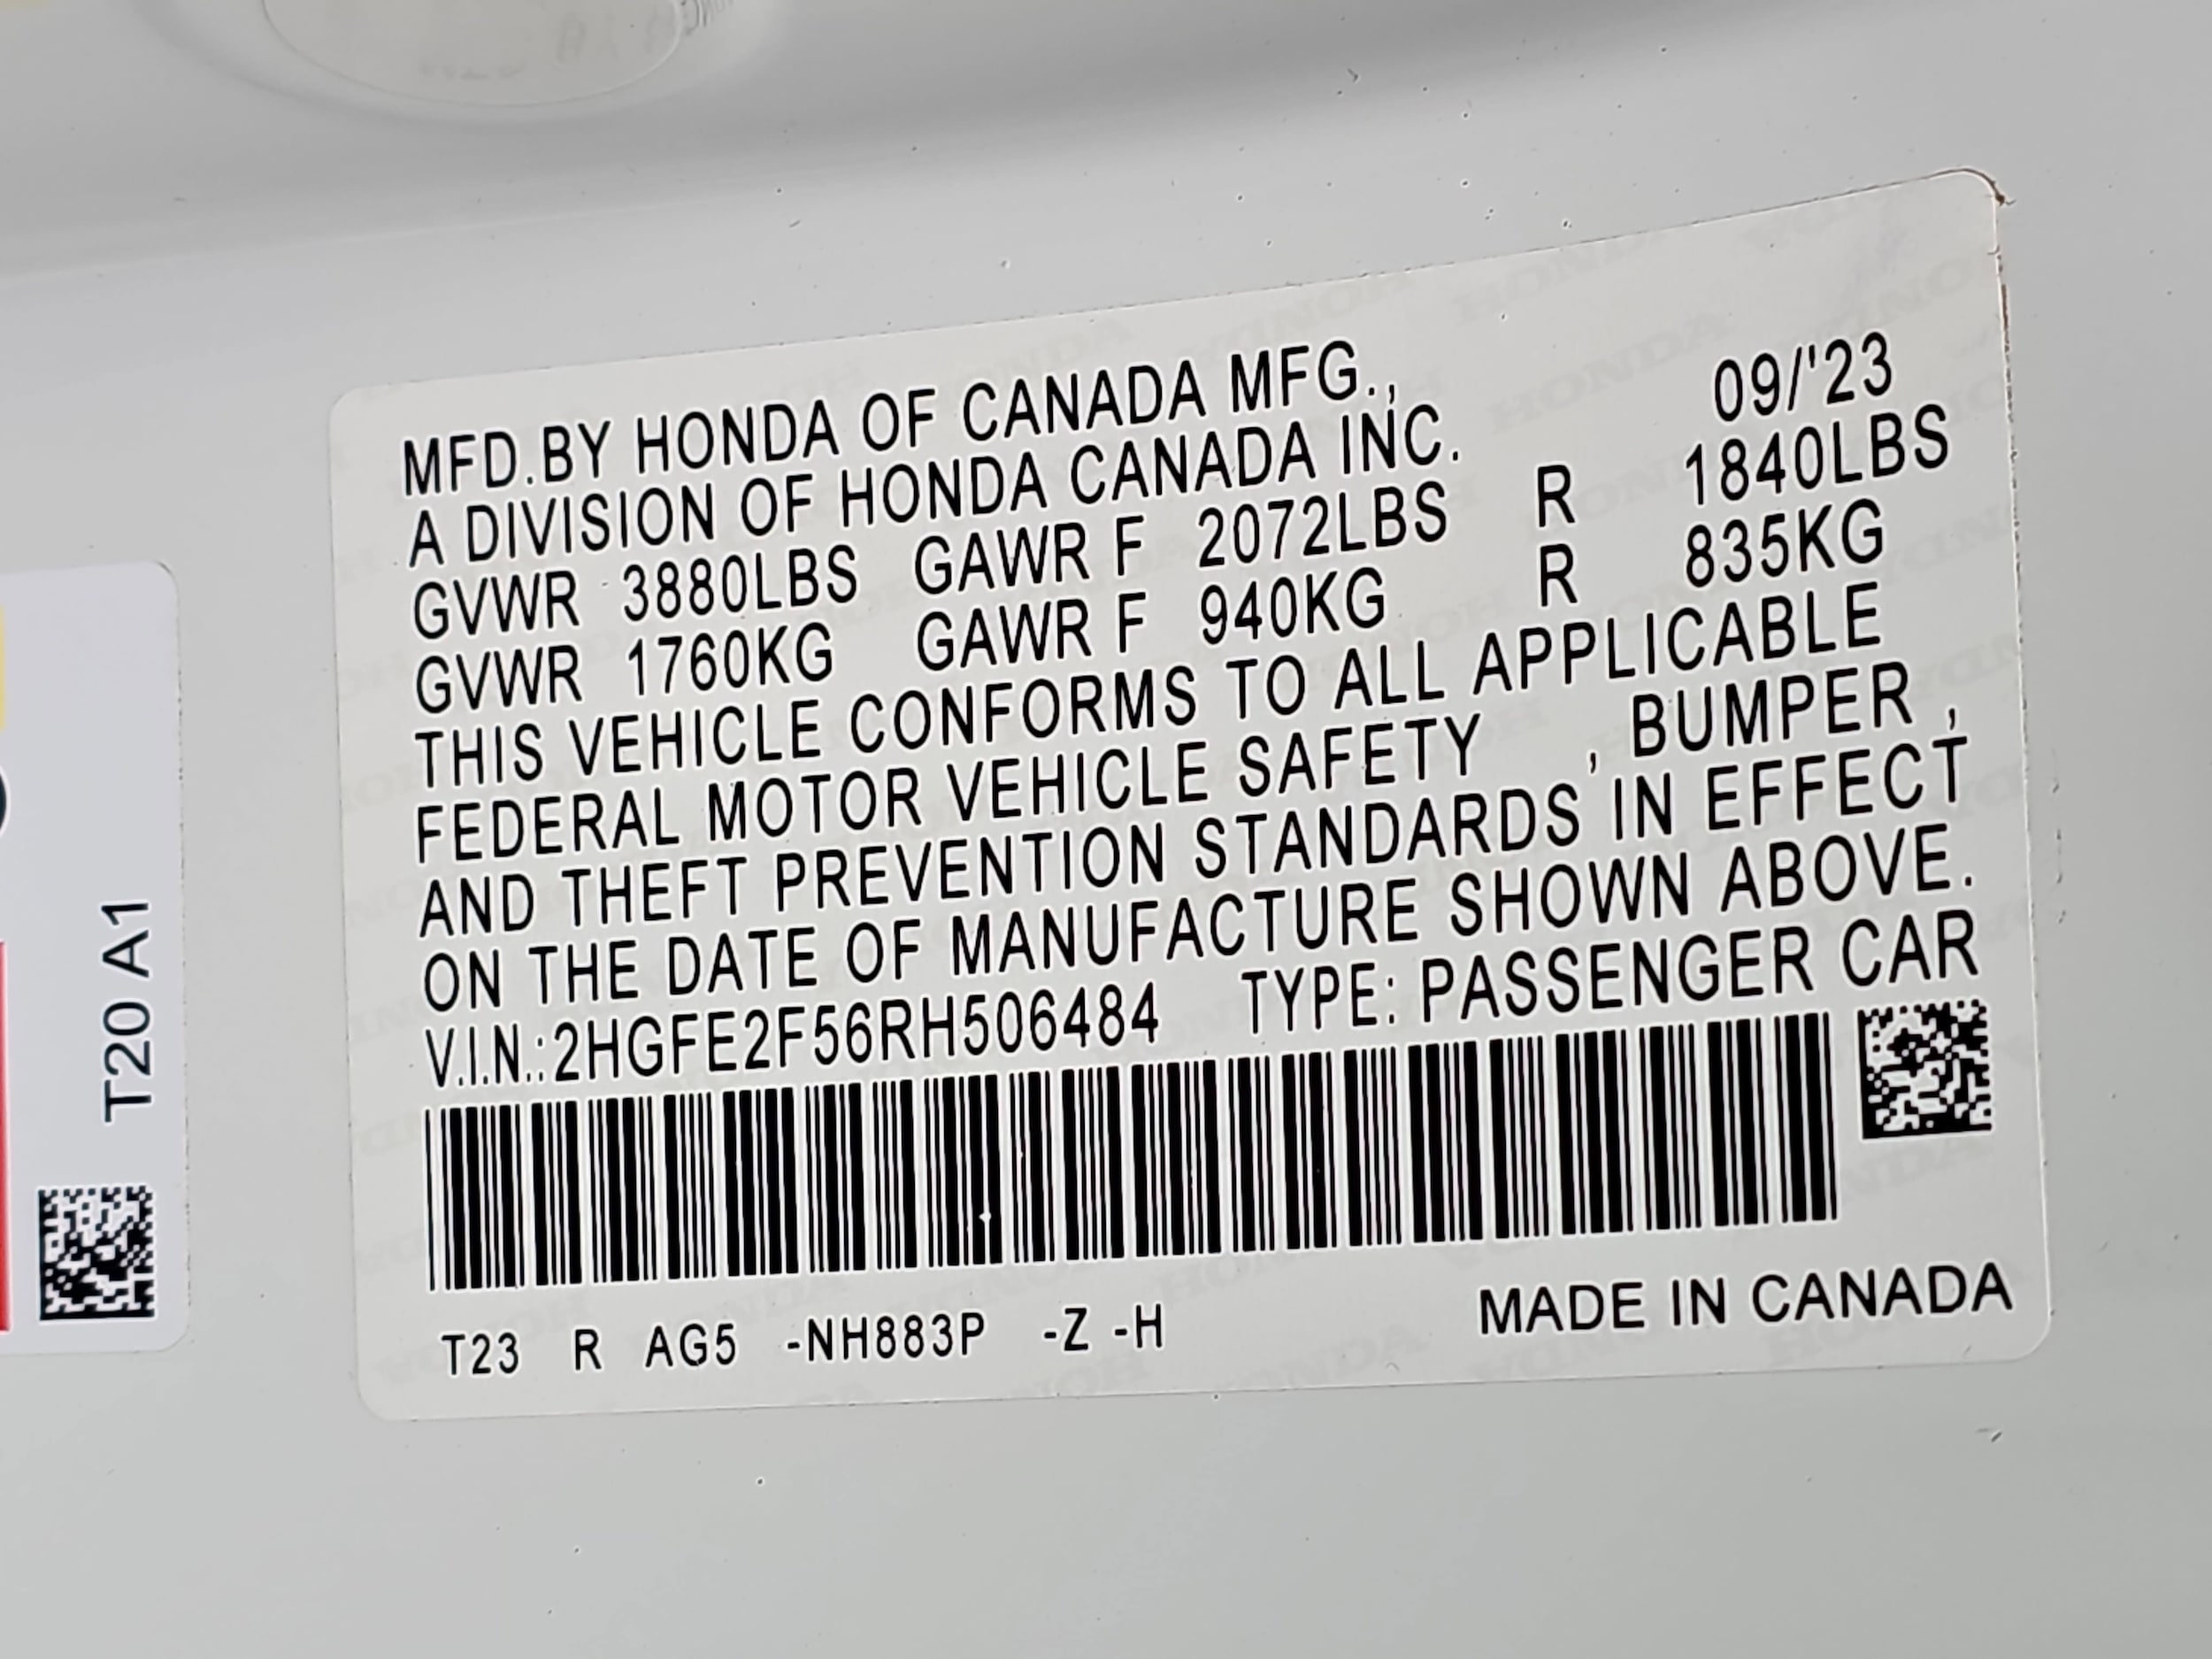 MFD.BY HONDA OF CANADA MFG., 09/'23
A DIVISION OF HONDA CANADA INC.
GVWR 3880LBS GAWR F 2072LBS R 1840LBS
GVWR 1760KG GAWR F 940KG R 835KG
THIS VEHICLE CONFORMS TO ALL APPLICABLE
FEDERAL MOTOR VEHICLE SAFETY , BUMPER ,
AND THEFT PREVENTION STANDARDS IN EFFECT
ON THE DATE OF MANUFACTURE SHOWN ABOVE.
V.I.N.:2HGFE2F56RH506484 TYPE: PASSENGER CAR
T23 R AG5 -NH883P -Z -H MADE IN CANADA
T20 A1